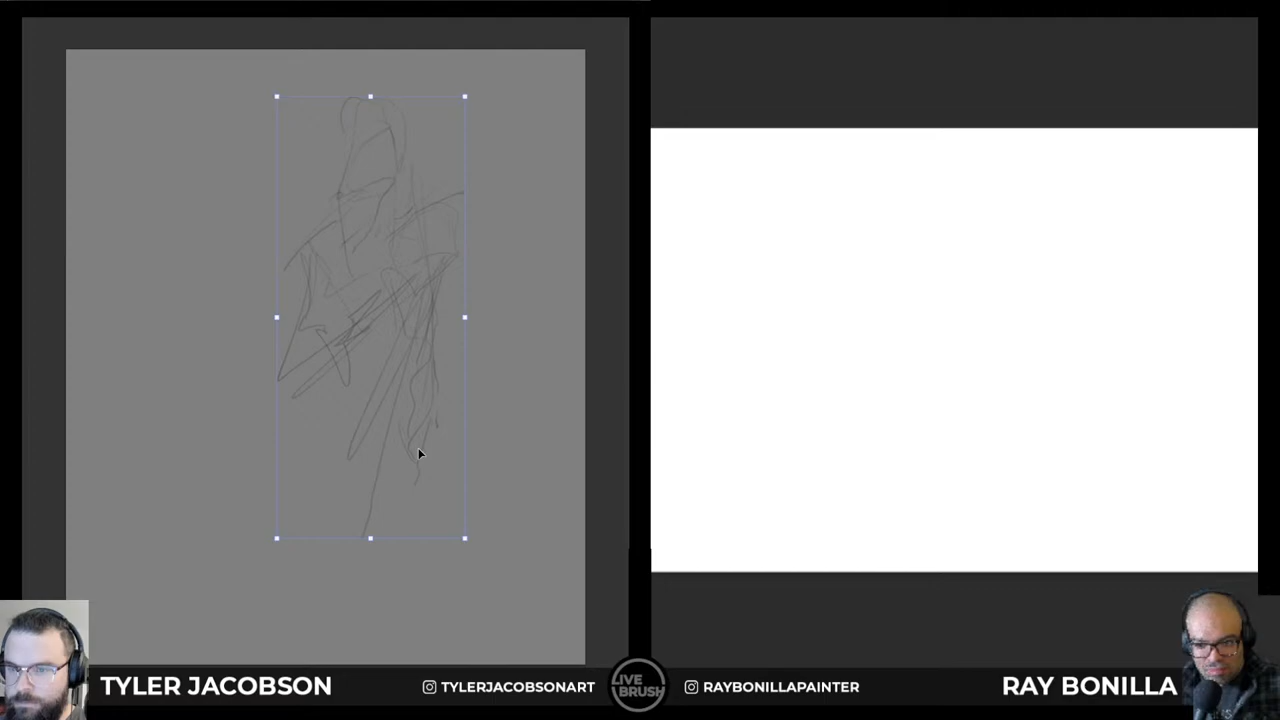 TYLER JACOBSON
TYLERJACOBSONART
LIVE
BRUSH
RAYBONILLAPAINTER
RAY BONILLA